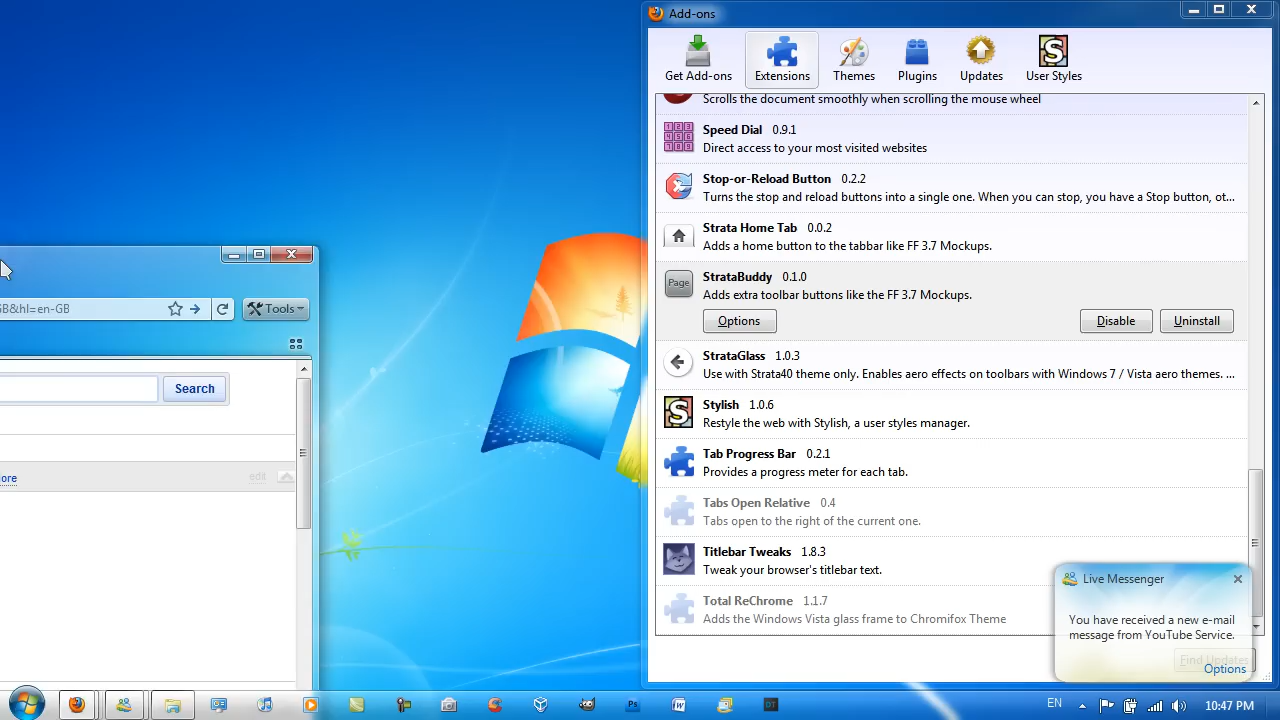 Add-ons
Get Add-ons
Extensions
Themes
Plugins
Updates
User Styles
Scrolls the document smoothly when scrolling the mouse wheel
Speed Dial 0.9.1
Direct access to your most visited websites
Stop-or-Reload Button 0.2.2
Turns the stop and reload buttons into a single one. When you can stop, you have a Stop button, ot...
Strata Home Tab 0.0.2
Adds a home button to the tabbar like FF 3.7 Mockups.
Page
StrataBuddy 0.1.0
Adds extra toolbar buttons like the FF 3.7 Mockups.
Options
Disable
Uninstall
StrataGlass 1.0.3
Use with Strata40 theme only. Enables aero effects on toolbars with Windows 7 / Vista aero themes. ...
Stylish 1.0.6
Restyle the web with Stylish, a user styles manager.
Tab Progress Bar 0.2.1
Provides a progress meter for each tab.
Tabs Open Relative 0.4
Tabs open to the right of the current one.
Titlebar Tweaks 1.8.3
Tweak your browser's titlebar text.
Total ReChrome 1.1.7
Adds the Windows Vista glass frame to Chromifox Theme
Find Updates
GB&hl=en-GB
Tools
Search
ore
edit
Live Messenger
You have received a new e-mail
message from YouTube Service.
Options
Ps
DT
EN
10:47 PM